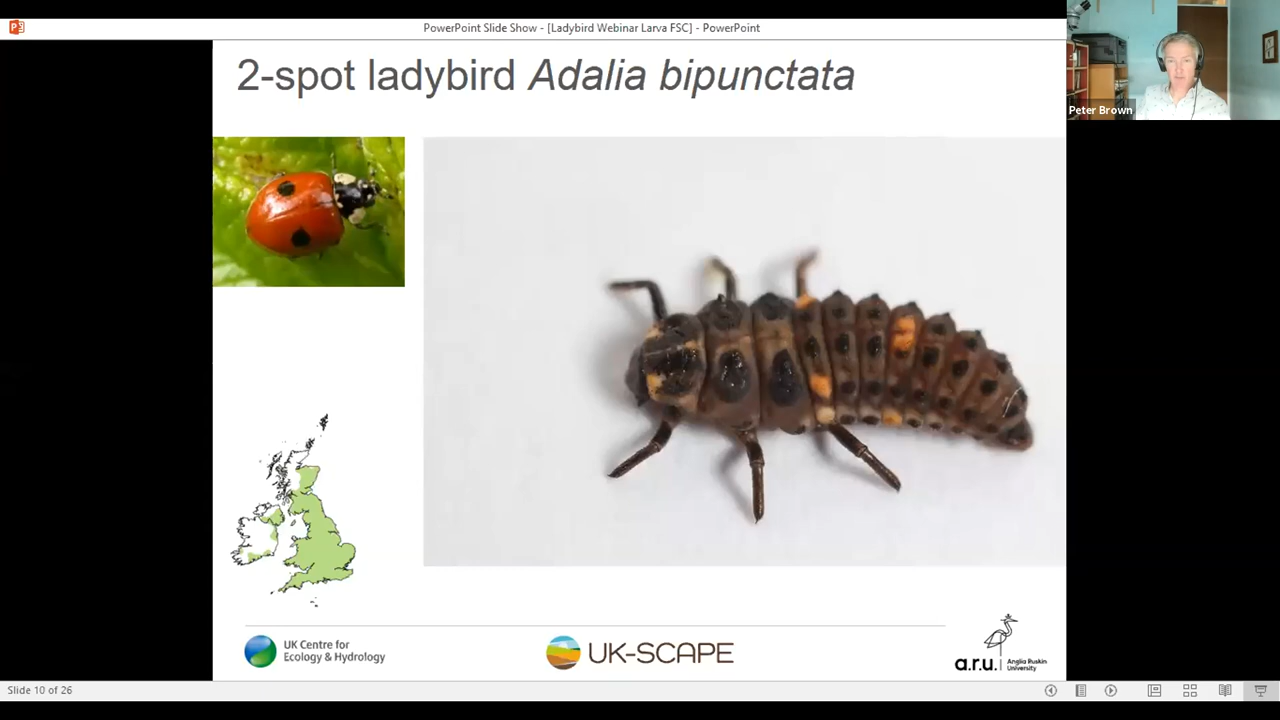 PowerPoint Slide Show - [Ladybird Webinar Larva FSC] - PowerPoint
Peter Brown
2-spot ladybird Adalia bipunctata
UK Centre for
Ecology & Hydrology
UK-SCAPE
a.r.u.
Anglia Ruskin
University
Slide 10 of 26